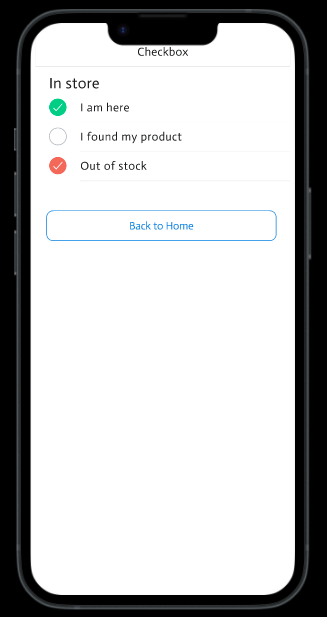 Checkbox
In store
I am here
I found my product
Out of stock
Back to Home